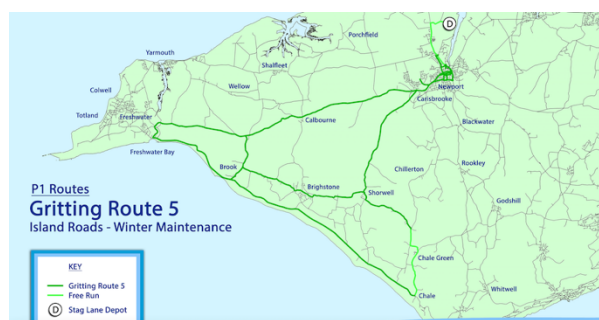 D
Porchfield
Yarmouth
Shalfleet
Newport
Colwell
Wellow
Carisbrooke
Totland
Freshwater
Calbourne
Blackwater
Freshwater Bay
Brook
Chillerton
Rookley
Brighstone
Shorwell
Godshill
P1 Routes
Gritting Route 5
Island Roads - Winter Maintenance
Chale Green
KEY
Gritting Route 5
Free Run
D Stag Lane Depot
Whitwell
Chale